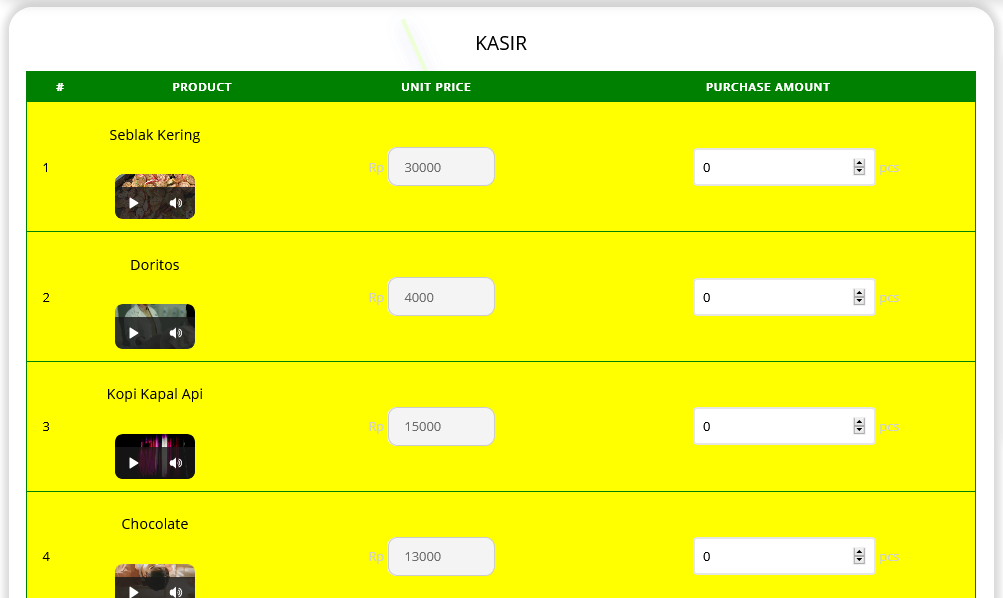 KASIR
# PRODUCT UNIT PRICE PURCHASE AMOUNT
Seblak Kering
1 Rp 30000 0 pcs
Doritos
2 Rp 4000 0 pcs
Kopi Kapal Api
3 Rp 15000 0 pcs
Chocolate
4 Rp 13000 0 pcs